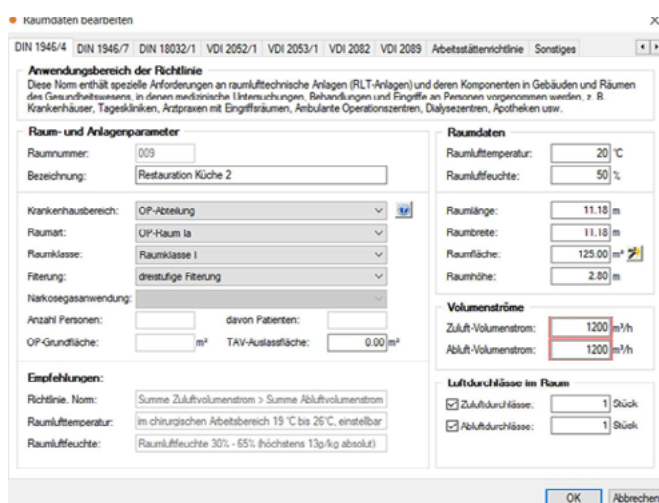 Raumdaten bearbeiten
DIN 1946/4 DIN 1946/7 DIN 18032/1 VDI 2052/1 VDI 2053/1 VDI 2082 VDI 2089 Arbeitsstättenrichtlinie Sonstiges
Anwendungsbereich der Richtlinie
Diese Norm enthält spezielle Anforderungen an raumlufttechnische Anlagen (RLT-Anlagen) und deren Komponenten in Gebäuden und Räumen
des Gesundheitswesens, in denen medizinische Untersuchungen, Behandlungen und Eingriffe an Personen vorgenommen werden, z. B.
Krankenhäuser, Tageskliniken, Arztpraxen mit Eingriffsräumen, Ambulante Operationszentren, Dialysezentren, Apotheken usw.
Raum- und Anlagenparameter
Raumnummer: 009
Bezeichnung: Restauration Küche 2
Krankenhausbereich: OP-Abteilung
Raumart: OP-Raum Ia
Raumklasse: Raumklasse I
Filterung: dreistufige Filterung
Narkosegasanwendung:
Anzahl Personen: davon Patienten:
OP-Grundfläche: m² TAV-Auslassfläche: 0.00 m²
Empfehlungen:
Richtlinie. Norm: Summe Zuluftvolumenstrom > Summe Abluftvolumenstrom
Raumlufttemperatur: im chirurgischen Arbeitsbereich 19 °C bis 26°C, einstellbar
Raumluftfeuchte: Raumluftfeuchte 30% - 65% (höchstens 13g/kg absolut)
Raumdaten
Raumlufttemperatur: 20 °C
Raumluftfeuchte: 50 %
Raumlänge: 11.18 m
Raumbreite: 11.18 m
Raumfläche: 125.00 m²
Raumhöhe: 2.80 m
Volumenströme
Zuluft-Volumenstrom: 1200 m³/h
Abluft-Volumenstrom: 1200 m³/h
Luftdurchlässe im Raum
Zuluftdurchlässe: 1 Stück
Abluftdurchlässe: 1 Stück
OK Abbrechen